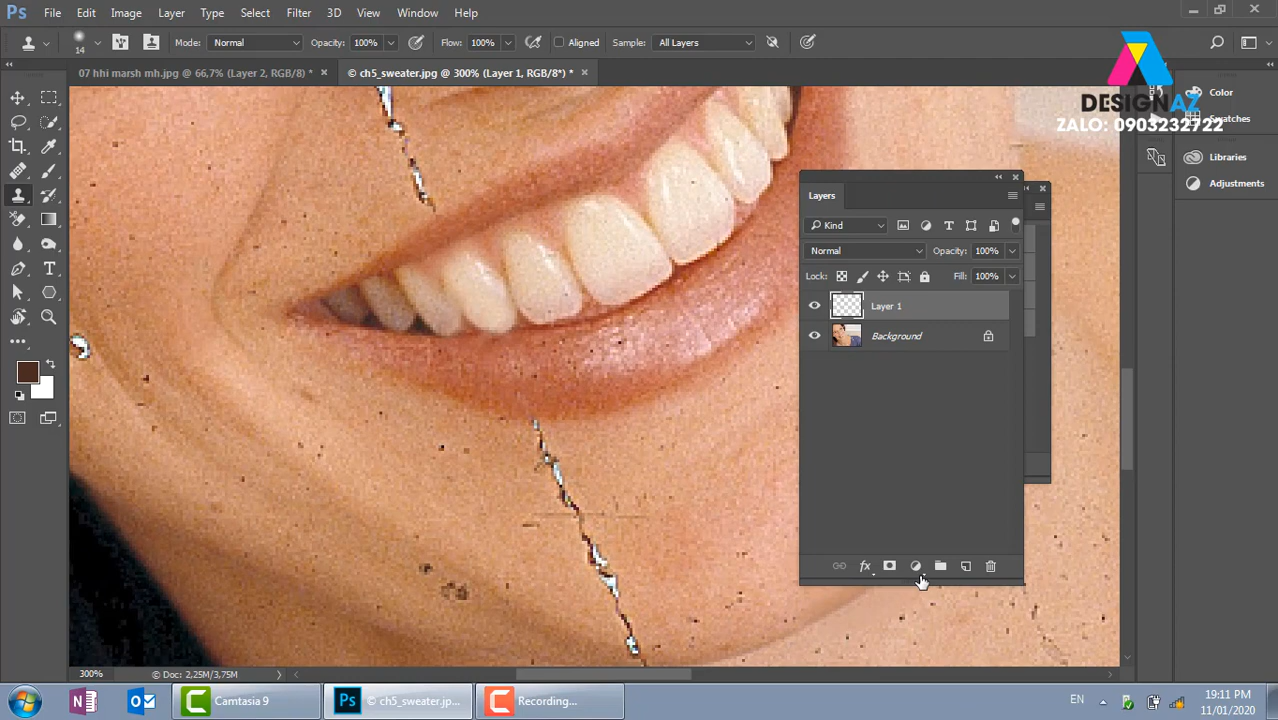 Ps File Edit Image Layer Type Select Filter 3D View Window Help
14 Mode: Normal Opacity: 100% Flow: 100% Aligned Sample: All Layers
07 hhi marsh mh.jpg @ 66,7% (Layer 2, RGB/8) * × © ch5_sweater.jpg @ 300% (Layer 1, RGB/8*) * ×
DESIGNAZ
ZALO: 0903232722
Color
Swatches
Libraries
Adjustments
Layers
Kind
Normal Opacity: 100%
Lock: Fill: 100%
Layer 1
Background
fx
300% © Doc: 2,25M/3,75M
Camtasia 9
Ps © ch5_sweater.jp...
Recording...
EN
19:11 PM
11/01/2020